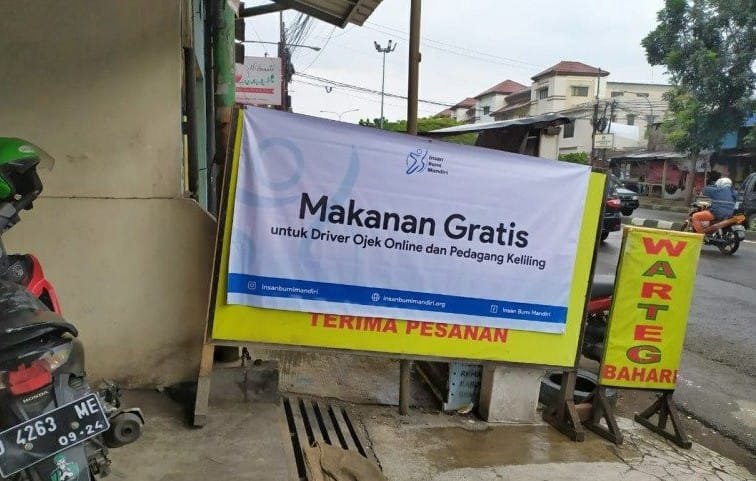 Insan
Bumi
Mandiri
Makanan Gratis
untuk Driver Ojek Online dan Pedagang Keliling
insanbumimandiri
insanbumimandiri.org
Insan Bumi Mandiri
TERIMA PESANAN
WARTEG
BAHARI
HONDA
D 4263 ME
09·24